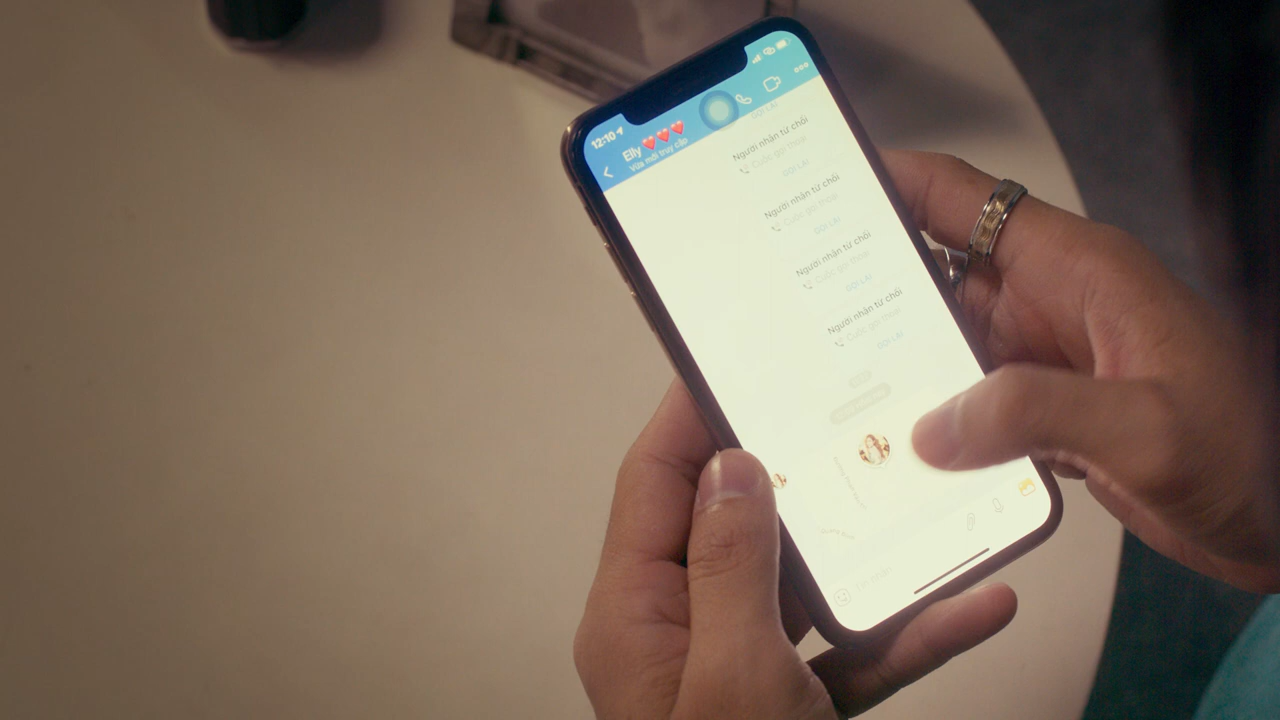 12:10
Elly ❤️❤️❤️
Vừa mới truy cập
GỌI LẠI
Người nhận từ chối
Cuộc gọi thoại
GỌI LẠI
Người nhận từ chối
Cuộc gọi thoại
GỌI LẠI
Người nhận từ chối
Cuộc gọi thoại
GỌI LẠI
Người nhận từ chối
Cuộc gọi thoại
GỌI LẠI
Tin nhắn